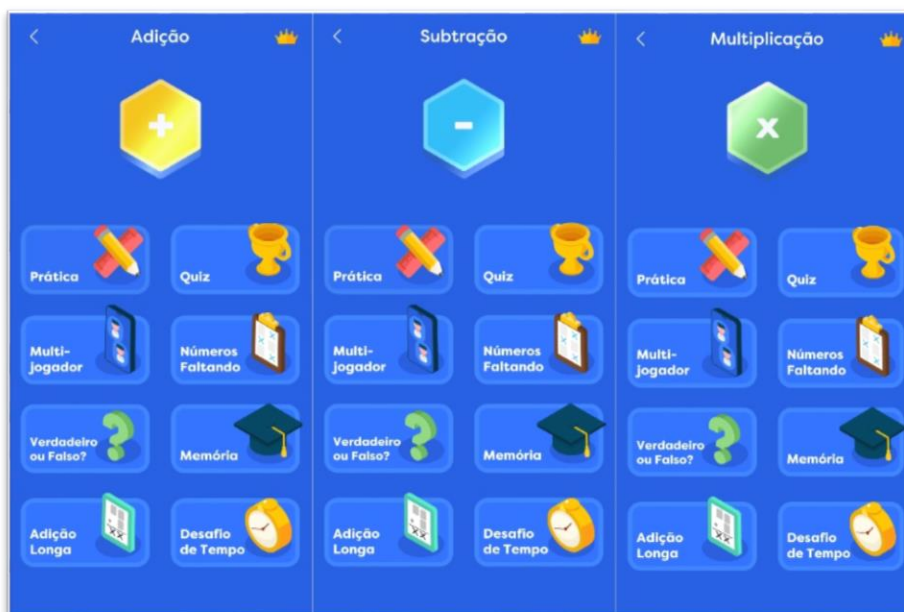 Adição
+
Prática
Quiz
Multi-
jogador
Números
Faltando
Verdadeiro
ou Falso?
Memória
Adição
Longa
Desafio
de Tempo
Subtração
-
Prática
Quiz
Multi-
jogador
Números
Faltando
Verdadeiro
ou Falso?
Memória
Adição
Longa
Desafio
de Tempo
Multiplicação
x
Prática
Quiz
Multi-
jogador
Números
Faltando
Verdadeiro
ou Falso?
Memória
Adição
Longa
Desafio
de Tempo